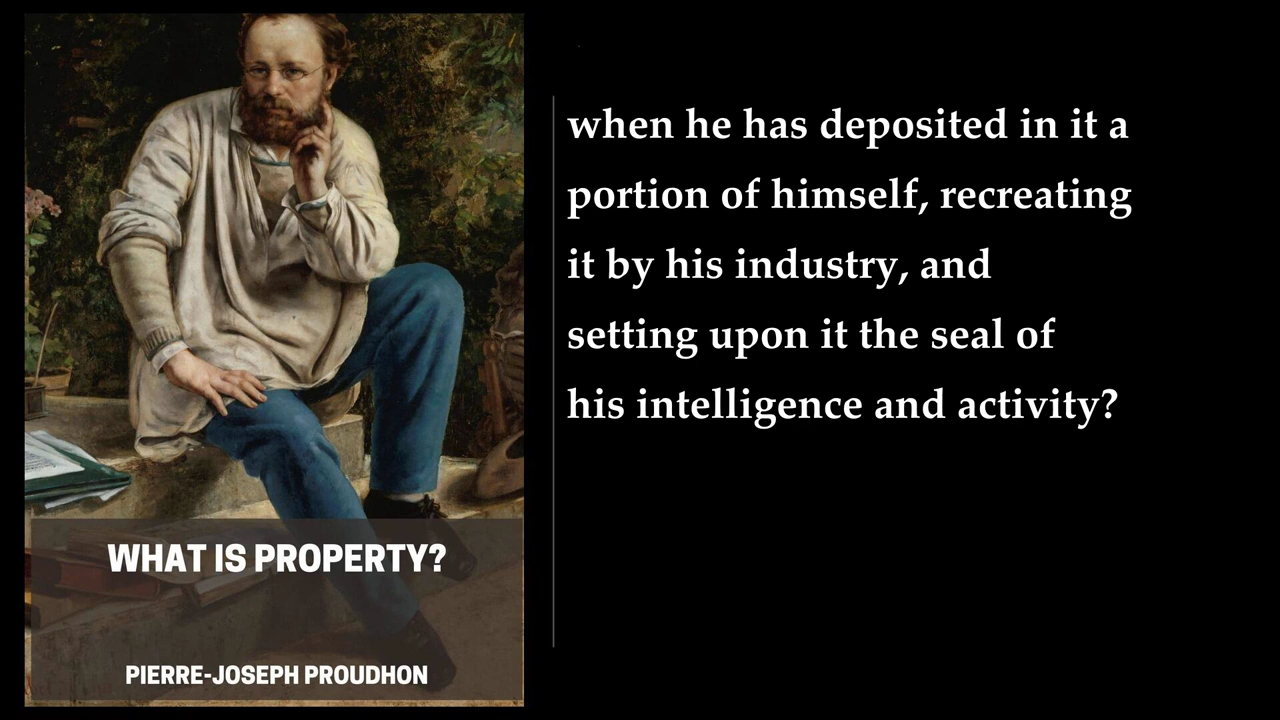 when he has deposited in it a
portion of himself, recreating
it by his industry, and
setting upon it the seal of
his intelligence and activity?
WHAT IS PROPERTY?
PIERRE-JOSEPH PROUDHON